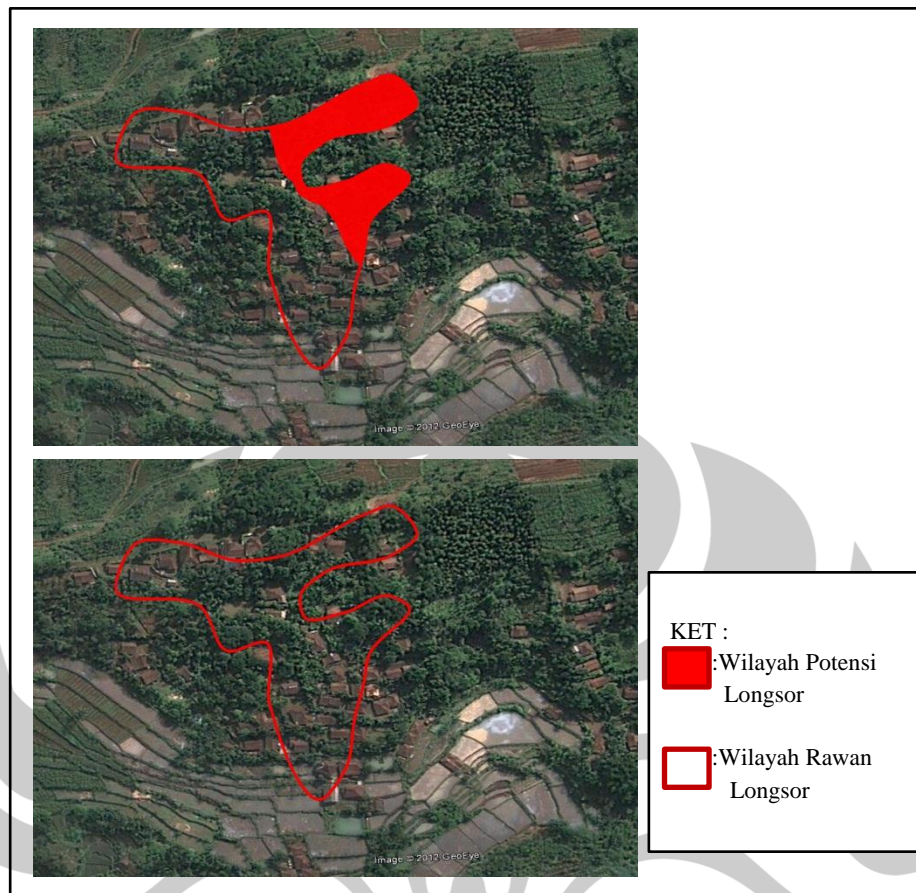 Image © 2012 GeoEye
Image © 2012 GeoEye
KET :
:Wilayah Potensi
Longsor
:Wilayah Rawan
Longsor